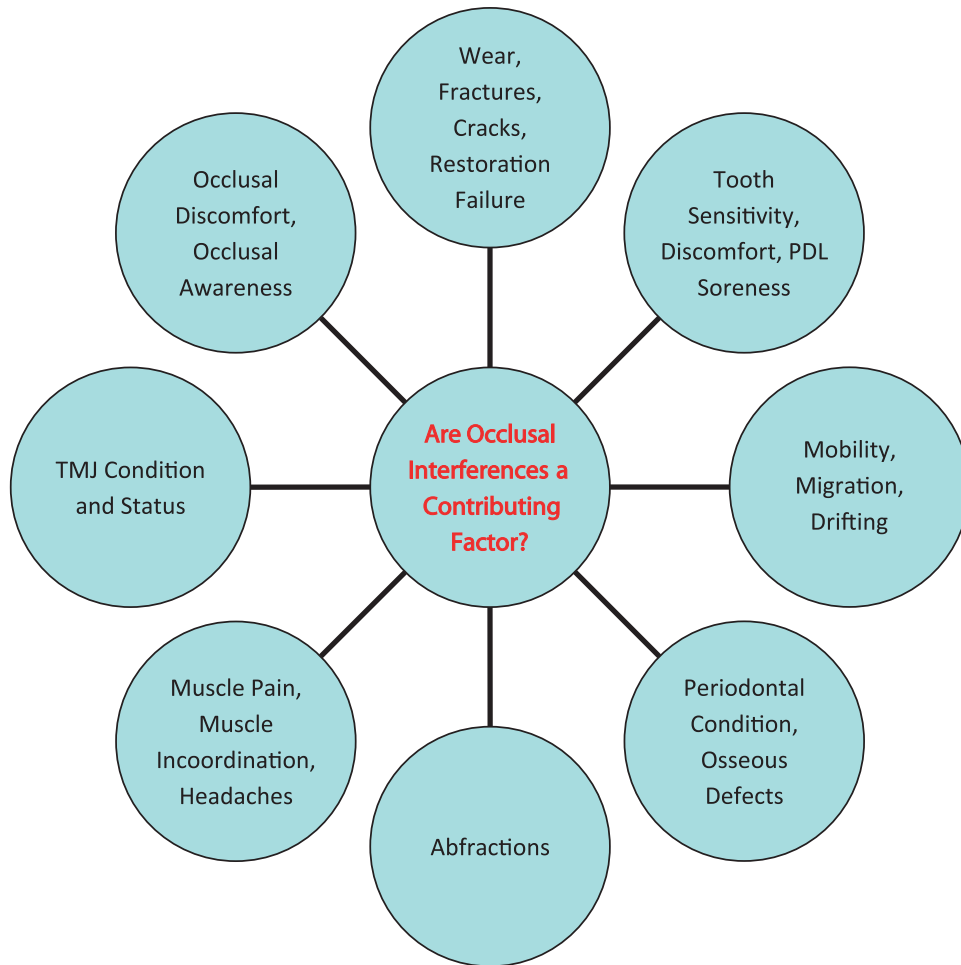 Wear,
Fractures,
Cracks,
Restoration
Failure
Tooth
Sensitivity,
Discomfort, PDL
Soreness
Mobility,
Migration,
Drifting
Periodontal
Condition,
Osseous
Defects
Abfractions
Muscle Pain,
Muscle
Incoordination,
Headaches
TMJ Condition
and Status
Occlusal
Discomfort,
Occlusal
Awareness
Are Occlusal
Interferences a
Contributing
Factor?